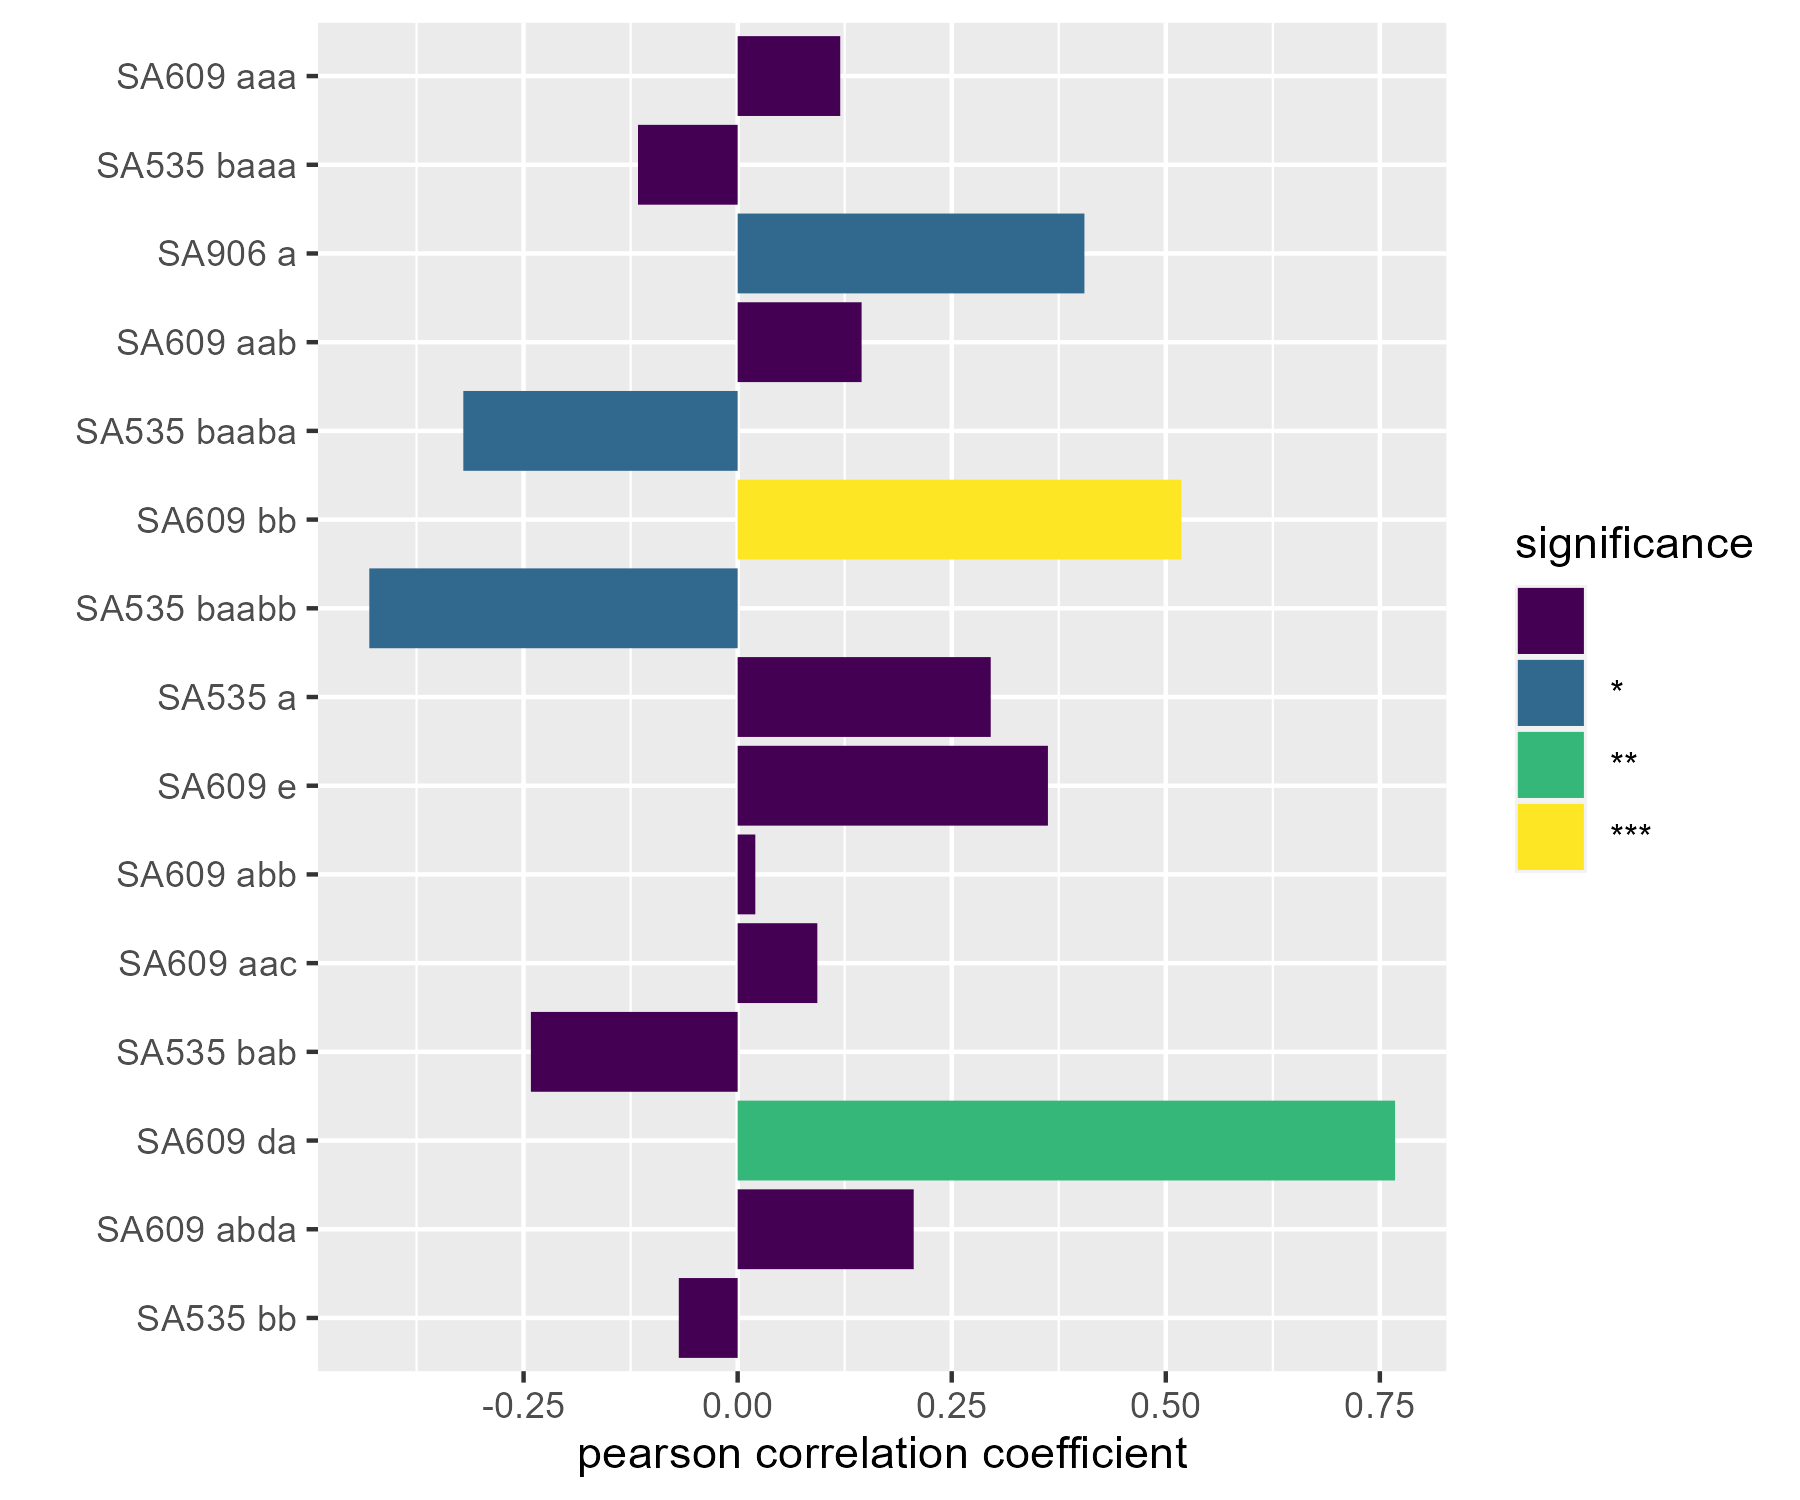 SA609 aaa
SA535 baaa
SA906 a
SA609 aab
SA535 baaba
SA609 bb
SA535 baabb
SA535 a
SA609 e
SA609 abb
SA609 aac
SA535 bab
SA609 da
SA609 abda
SA535 bb
-0.25 0.00 0.25 0.50 0.75
pearson correlation coefficient
significance
*
**
***